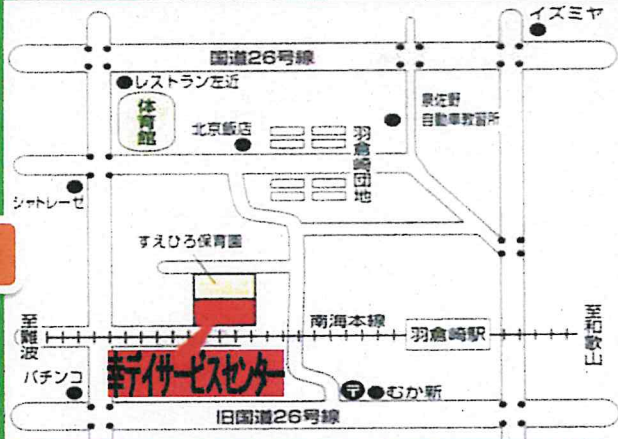 イズミヤ
国道26号線
レストラン左近
体育館
泉佐野
自動車教習所
北京飯店
羽倉崎団地
シャトレーゼ
すえひろ保育園
至難波
南海本線
羽倉崎駅
至和歌山
パチンコ
幸デイサービスセンター
〒
むか新
旧国道26号線